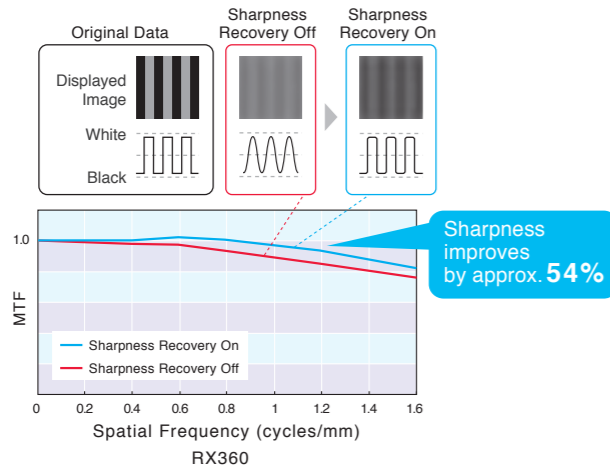 Original Data
Sharpness
Recovery Off
Sharpness
Recovery On
Displayed
Image
White
Black
1.0
MTF
Sharpness
improves
by approx. 54%
Sharpness Recovery On
Sharpness Recovery Off
0 0.2 0.4 0.6 0.8 1 1.2 1.4 1.6
Spatial Frequency (cycles/mm)
RX360